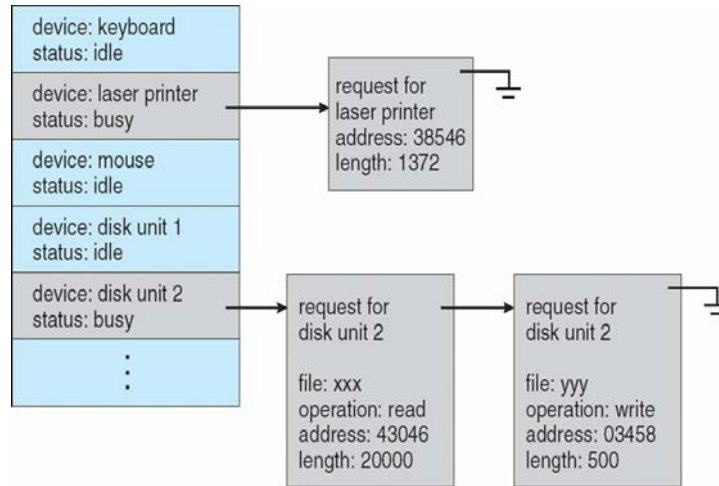 device: keyboard
status: idle
device: laser printer
status: busy
device: mouse
status: idle
device: disk unit 1
status: idle
device: disk unit 2
status: busy
request for
laser printer
address: 38546
length: 1372
request for
disk unit 2
file: xxx
operation: read
address: 43046
length: 20000
request for
disk unit 2
file: yyy
operation: write
address: 03458
length: 500